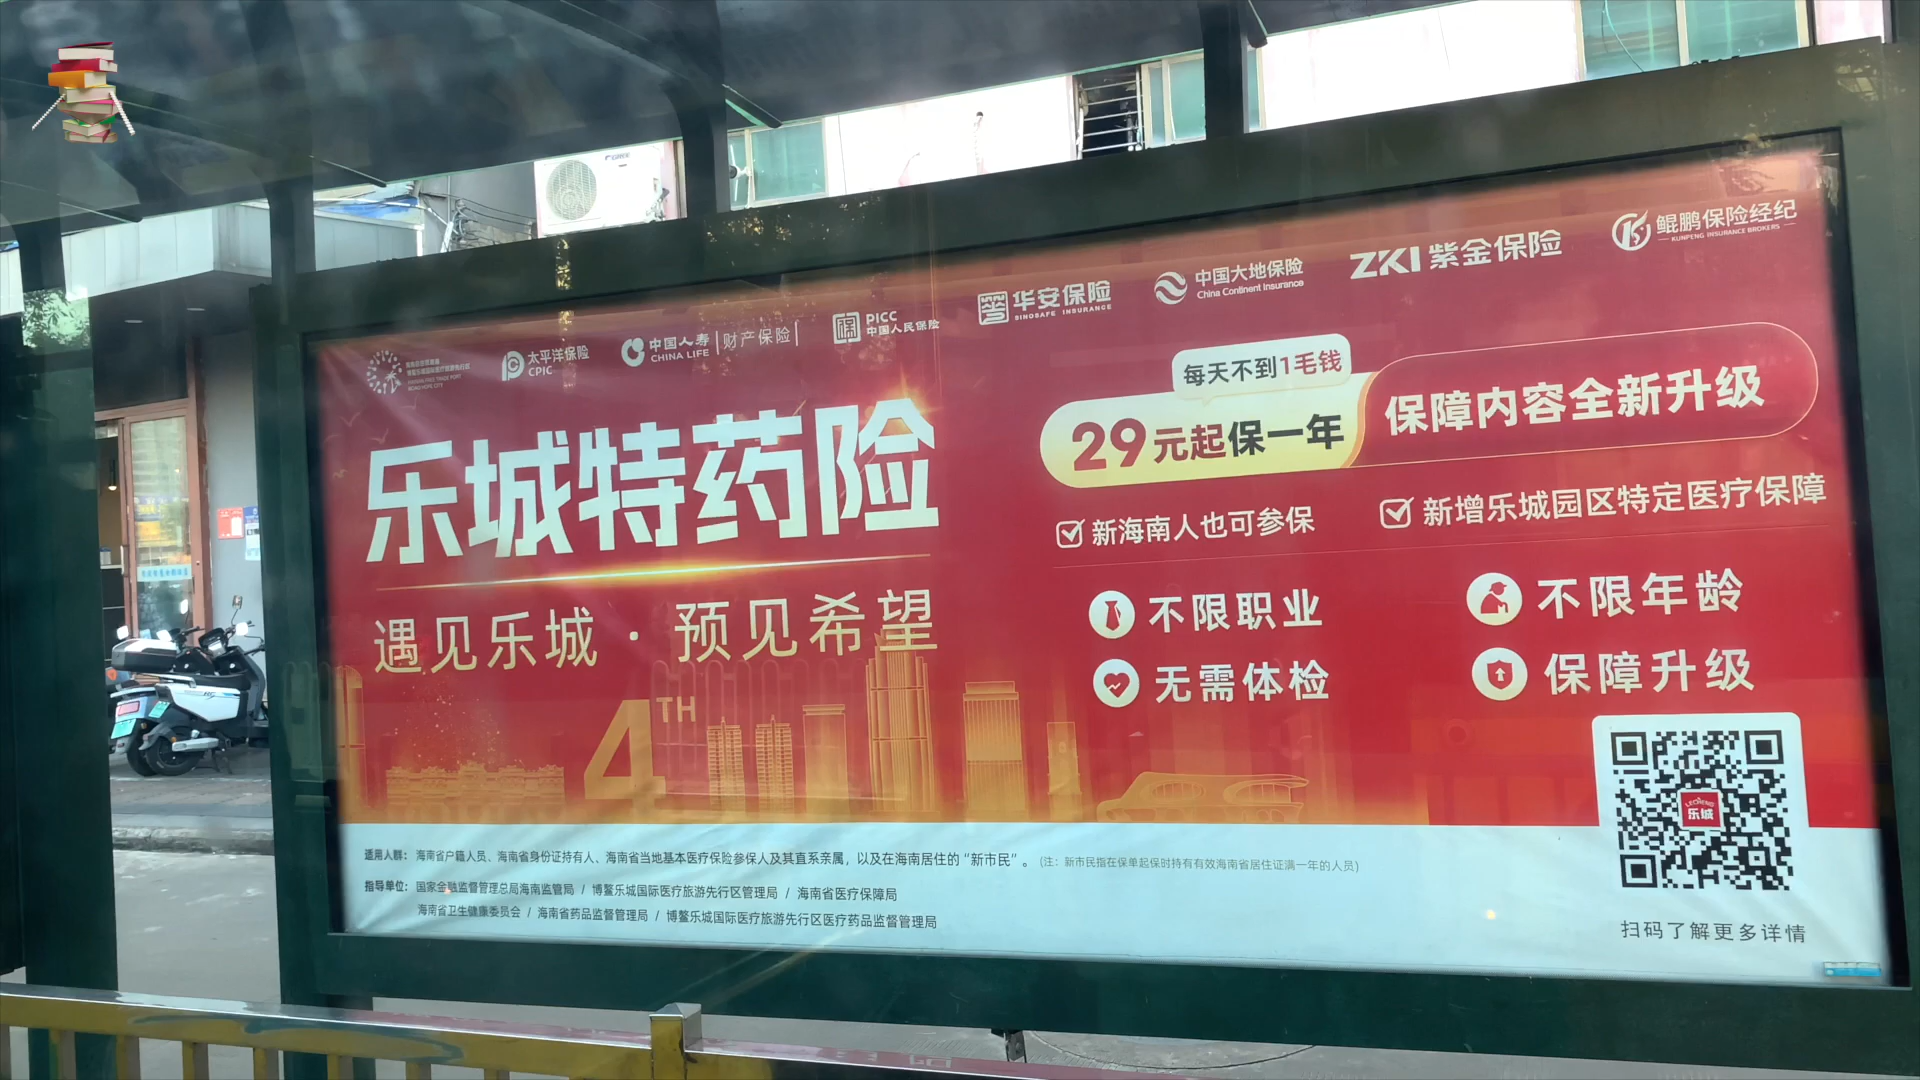 太平洋保险
CPIC
中国人寿 财产保险
CHINA LIFE
PICC
中国人民保险
华安保险
SINOSAFE INSURANCE
中国大地保险
China Continent Insurance
ZKI 紫金保险
鲲鹏保险经纪
KUNPENG INSURANCE BROKERS
乐城特药险
遇见乐城·预见希望
4TH
每天不到1毛钱
29元起保一年
保障内容全新升级
新海南人也可参保
新增乐城园区特定医疗保障
不限职业
不限年龄
无需体检
保障升级
LECHENG
乐城
适用人群：海南省户籍人员、海南省身份证持有人、海南省当地基本医疗保险参保人及其直系亲属，以及在海南居住的“新市民”。（注：新市民指在保单起保时持有有效海南省居住证满一年的人员）
指导单位：国家金融监督管理总局海南监管局 / 博鳌乐城国际医疗旅游先行区管理局 / 海南省医疗保障局
海南省卫生健康委员会 / 海南省药品监督管理局 / 博鳌乐城国际医疗旅游先行区医疗药品监督管理局
扫码了解更多详情